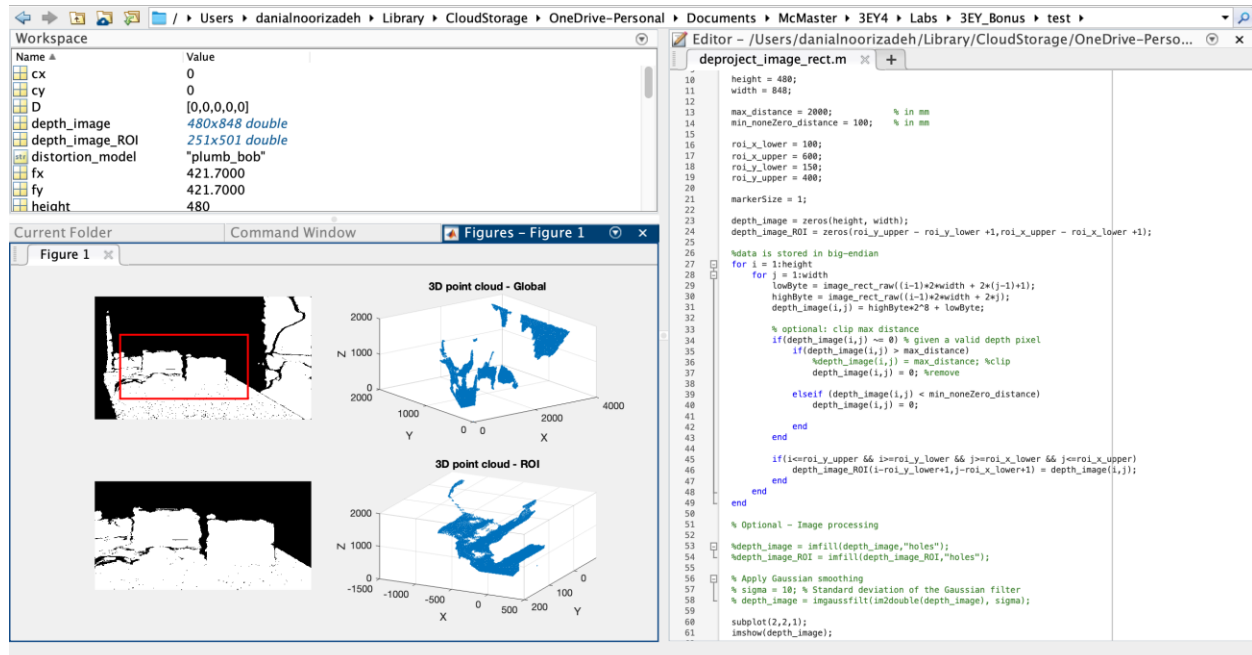 / ▸ Users ▸ danialnoorizadeh ▸ Library ▸ CloudStorage ▸ OneDrive-Personal ▸ Documents ▸ McMaster ▸ 3EY4 ▸ Labs ▸ 3EY_Bonus ▸ test ▸
Workspace
Name Value
cx 0
cy 0
D [0,0,0,0,0]
depth_image 480x848 double
depth_image_ROI 251x501 double
distortion_model "plumb_bob"
fx 421.7000
fy 421.7000
height 480
Current Folder Command Window Figures – Figure 1
Figure 1
3D point cloud - Global
2000
1000
0
Z
2000
1000
0
Y
0
2000
4000
X
3D point cloud - ROI
2000
1000
0
Z
-1500
-1000
-500
0
500
X
200
100
0
Y
Editor – /Users/danialnoorizadeh/Library/CloudStorage/OneDrive-Perso...
deproject_image_rect.m
10 height = 480;
11 width = 848;
12
13 max_distance = 2000; % in mm
14 min_noneZero_distance = 100; % in mm
15
16 roi_x_lower = 100;
17 roi_x_upper = 600;
18 roi_y_lower = 150;
19 roi_y_upper = 400;
20
21 markerSize = 1;
22
23 depth_image = zeros(height, width);
24 depth_image_ROI = zeros(roi_y_upper - roi_y_lower +1,roi_x_upper - roi_x_lower +1);
25
26 %data is stored in big-endian
27 for i = 1:height
28 for j = 1:width
29 lowByte = image_rect_raw((i-1)*2*width + 2*(j-1)+1);
30 highByte = image_rect_raw((i-1)*2*width + 2*j);
31 depth_image(i,j) = highByte*2^8 + lowByte;
32
33 % optional: clip max distance
34 if(depth_image(i,j) ~= 0) % given a valid depth pixel
35 if(depth_image(i,j) > max_distance)
36 %depth_image(i,j) = max_distance; %clip
37 depth_image(i,j) = 0; %remove
38
39 elseif (depth_image(i,j) < min_noneZero_distance)
40 depth_image(i,j) = 0;
41
42 end
43 end
44
45 if(i<=roi_y_upper && i>=roi_y_lower && j>=roi_x_lower && j<=roi_x_upper)
46 depth_image_ROI(i-roi_y_lower+1,j-roi_x_lower+1) = depth_image(i,j);
47 end
48 end
49 end
50
51 % Optional - Image processing
52
53 %depth_image = imfill(depth_image,"holes");
54 %depth_image_ROI = imfill(depth_image_ROI,"holes");
55
56 % Apply Gaussian smoothing
57 % sigma = 10; % Standard deviation of the Gaussian filter
58 % depth_image = imgaussfilt(im2double(depth_image), sigma);
59
60 subplot(2,2,1);
61 imshow(depth_image);